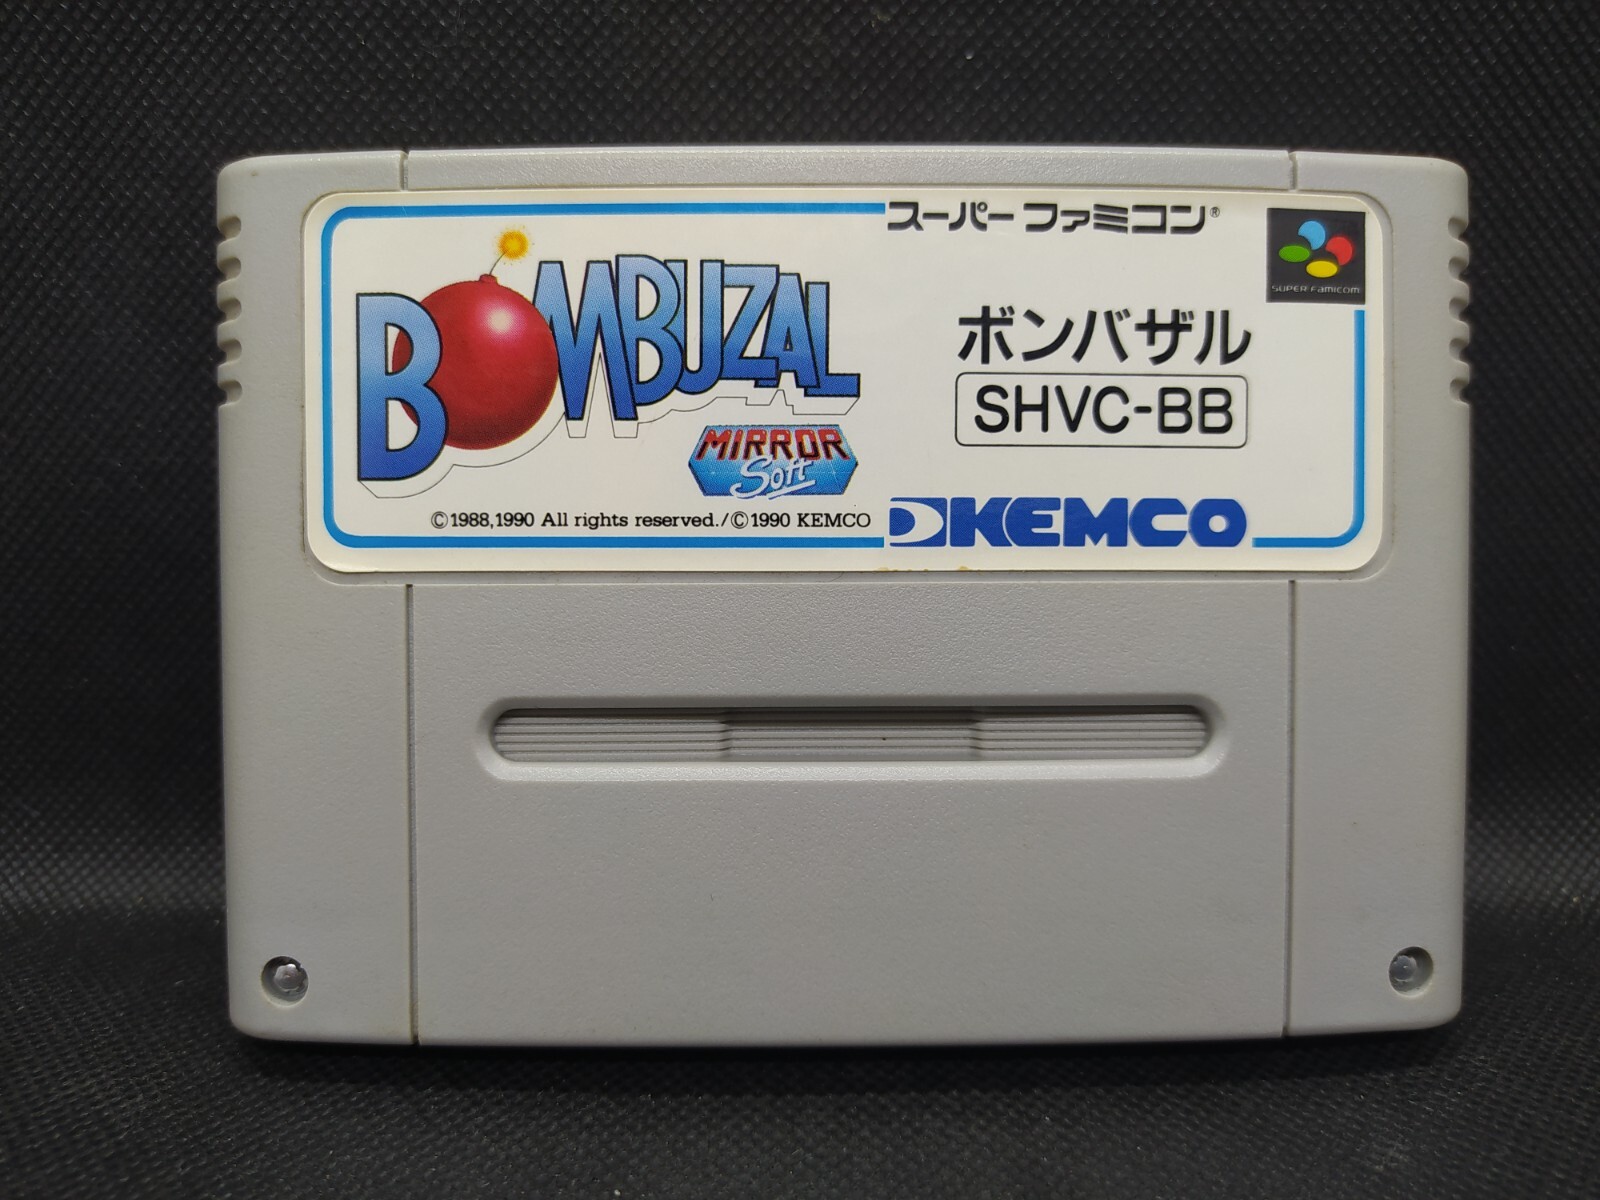 スーパーファミコン®
SUPER FAMICOM
BOMBUZAL
ボンバザル
SHVC-BB
MIRROR
Soft
©1988,1990 All rights reserved./©1990 KEMCO
KEMCO